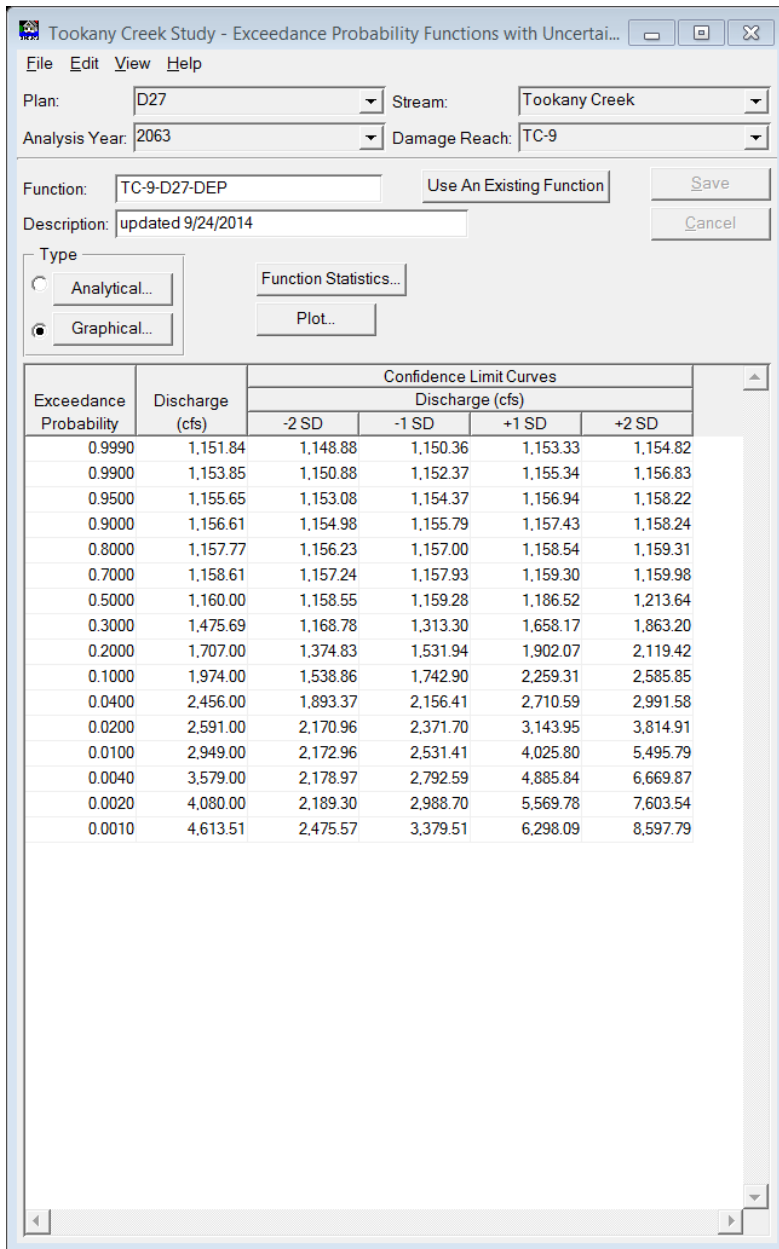 Tookany Creek Study - Exceedance Probability Functions with Uncertai...
File Edit View Help
Plan: D27 Stream: Tookany Creek
Analysis Year: 2063 Damage Reach: TC-9
Function: TC-9-D27-DEP Use An Existing Function Save
Description: updated 9/24/2014 Cancel
Type
Analytical... Function Statistics...
Graphical... Plot...
Confidence Limit Curves
Exceedance Discharge Discharge (cfs)
Probability (cfs) -2 SD -1 SD +1 SD +2 SD
0.9990 1,151.84 1,148.88 1,150.36 1,153.33 1,154.82
0.9900 1,153.85 1,150.88 1,152.37 1,155.34 1,156.83
0.9500 1,155.65 1,153.08 1,154.37 1,156.94 1,158.22
0.9000 1,156.61 1,154.98 1,155.79 1,157.43 1,158.24
0.8000 1,157.77 1,156.23 1,157.00 1,158.54 1,159.31
0.7000 1,158.61 1,157.24 1,157.93 1,159.30 1,159.98
0.5000 1,160.00 1,158.55 1,159.28 1,186.52 1,213.64
0.3000 1,475.69 1,168.78 1,313.30 1,658.17 1,863.20
0.2000 1,707.00 1,374.83 1,531.94 1,902.07 2,119.42
0.1000 1,974.00 1,538.86 1,742.90 2,259.31 2,585.85
0.0400 2,456.00 1,893.37 2,156.41 2,710.59 2,991.58
0.0200 2,591.00 2,170.96 2,371.70 3,143.95 3,814.91
0.0100 2,949.00 2,172.96 2,531.41 4,025.80 5,495.79
0.0040 3,579.00 2,178.97 2,792.59 4,885.84 6,669.87
0.0020 4,080.00 2,189.30 2,988.70 5,569.78 7,603.54
0.0010 4,613.51 2,475.57 3,379.51 6,298.09 8,597.79